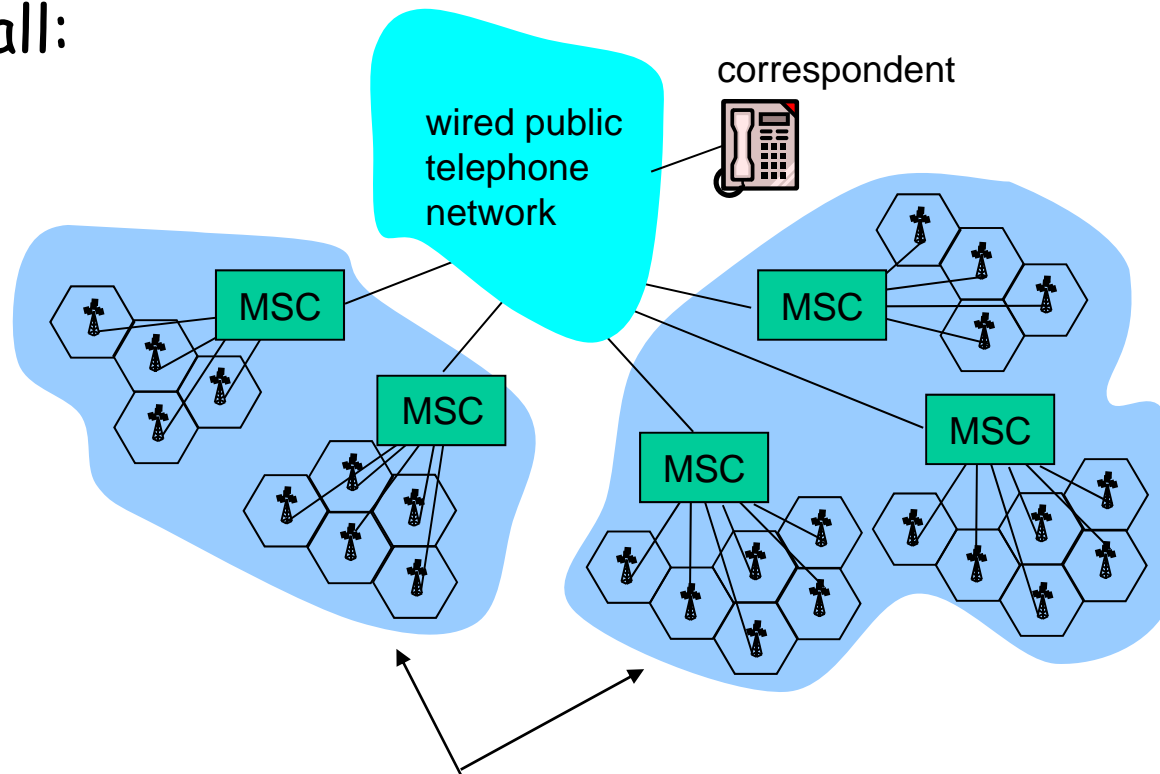 all:
correspondent
wired public
telephone
network
MSC
MSC
MSC
MSC
MSC